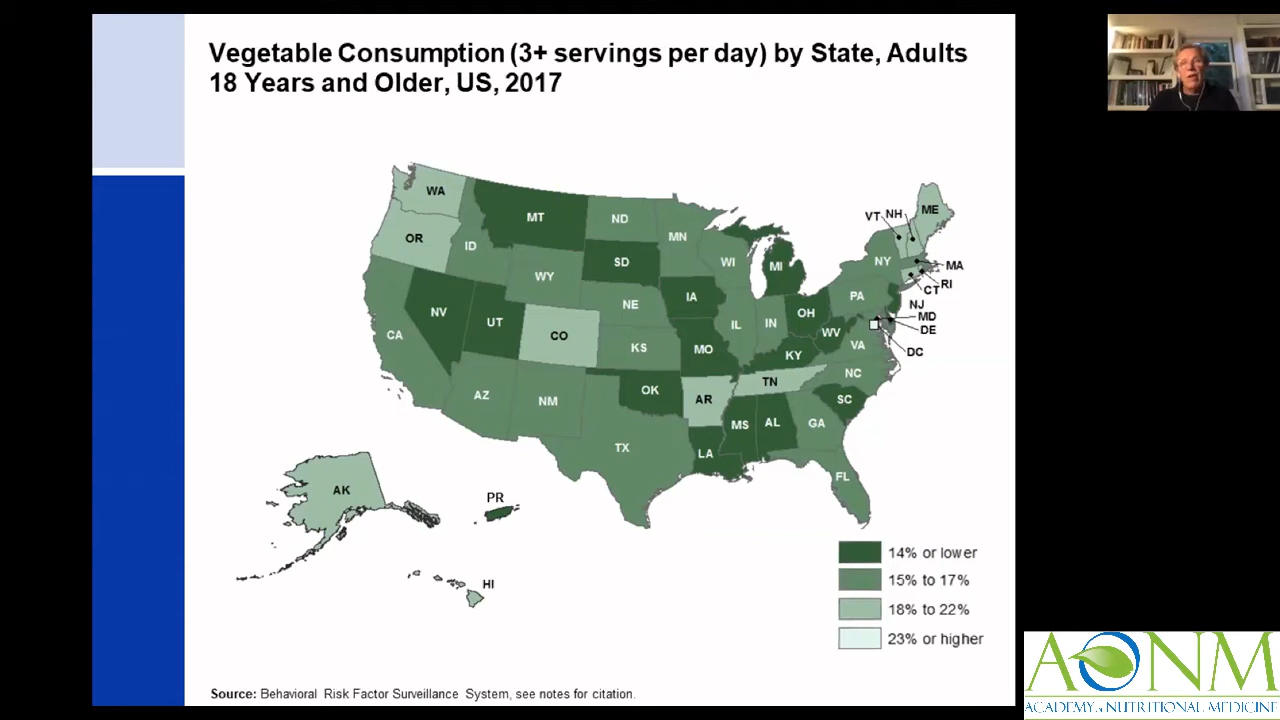 Vegetable Consumption (3+ servings per day) by State, Adults
18 Years and Older, US, 2017
WA
MT
ND
MN
VT
NH
ME
OR
ID
SD
WI
MI
NY
MA
RI
CT
WY
IA
PA
NJ
NV
UT
NE
IL
IN
OH
MD
DE
CA
CO
KS
MO
KY
WV
VA
DC
AZ
NM
OK
AR
TN
NC
SC
TX
LA
MS
AL
GA
FL
AK
PR
HI
14% or lower
15% to 17%
18% to 22%
23% or higher
Source: Behavioral Risk Factor Surveillance System, see notes for citation.
AONM
ACADEMY of NUTRITIONAL MEDICINE